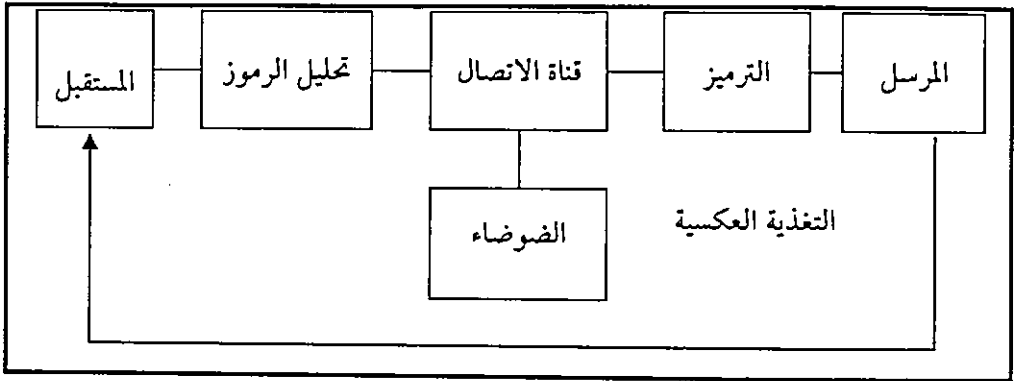 المرسل
الترميز
قناة الاتصال
تحليل الرموز
المستقبل
الضوضاء
التغذية العكسية